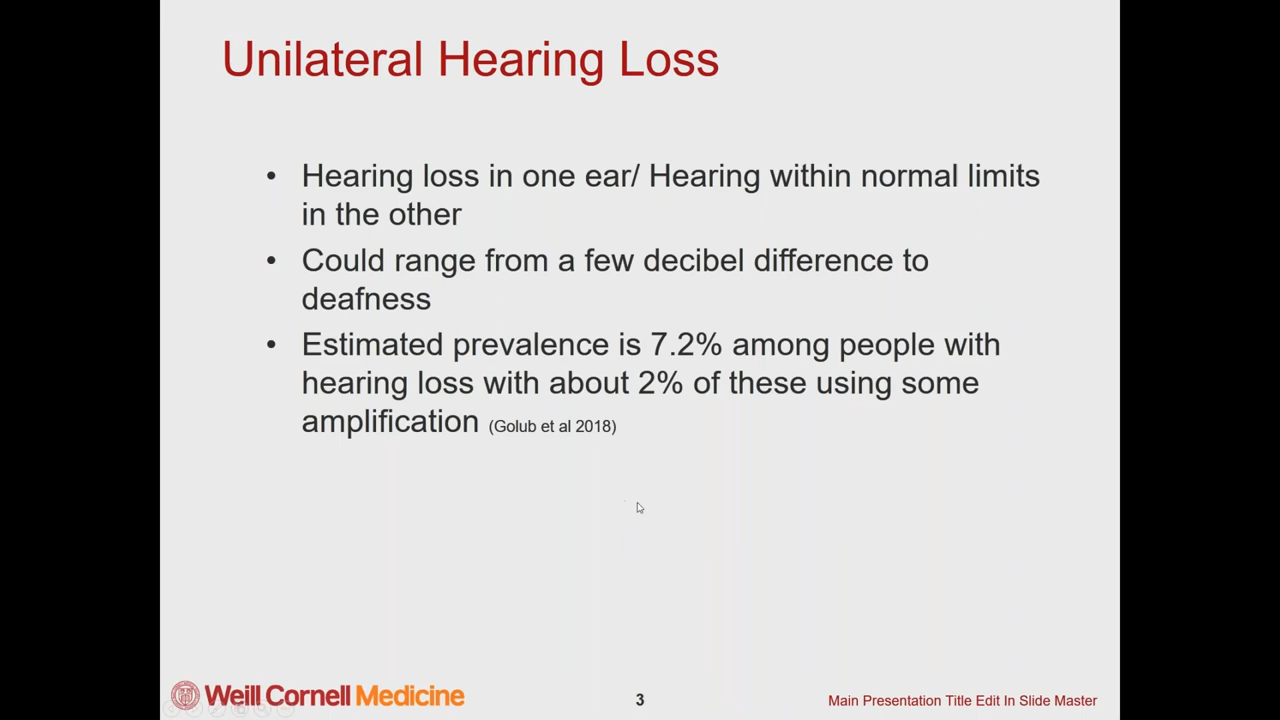 Unilateral Hearing Loss
• Hearing loss in one ear/ Hearing within normal limits
in the other
• Could range from a few decibel difference to
deafness
• Estimated prevalence is 7.2% among people with
hearing loss with about 2% of these using some
amplification (Golub et al 2018)
Weill Cornell Medicine
3
Main Presentation Title Edit In Slide Master